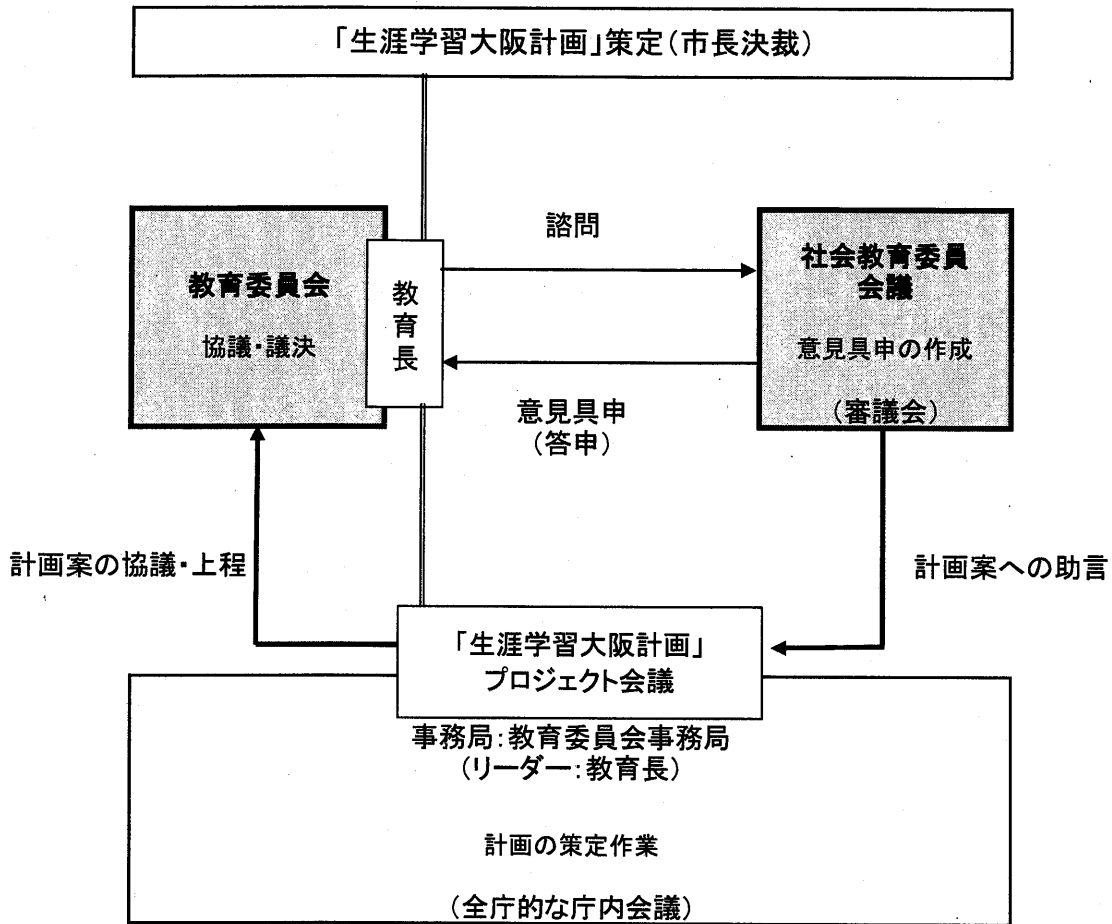 「生涯学習大阪計画」策定(市長決裁)
諮問
教育委員会
協議・議決
教育長
社会教育委員
会議
意見具申の作成
(審議会)
意見具申
(答申)
計画案の協議・上程
計画案への助言
「生涯学習大阪計画」
プロジェクト会議
事務局:教育委員会事務局
(リーダー:教育長)
計画の策定作業
(全庁的な庁内会議)